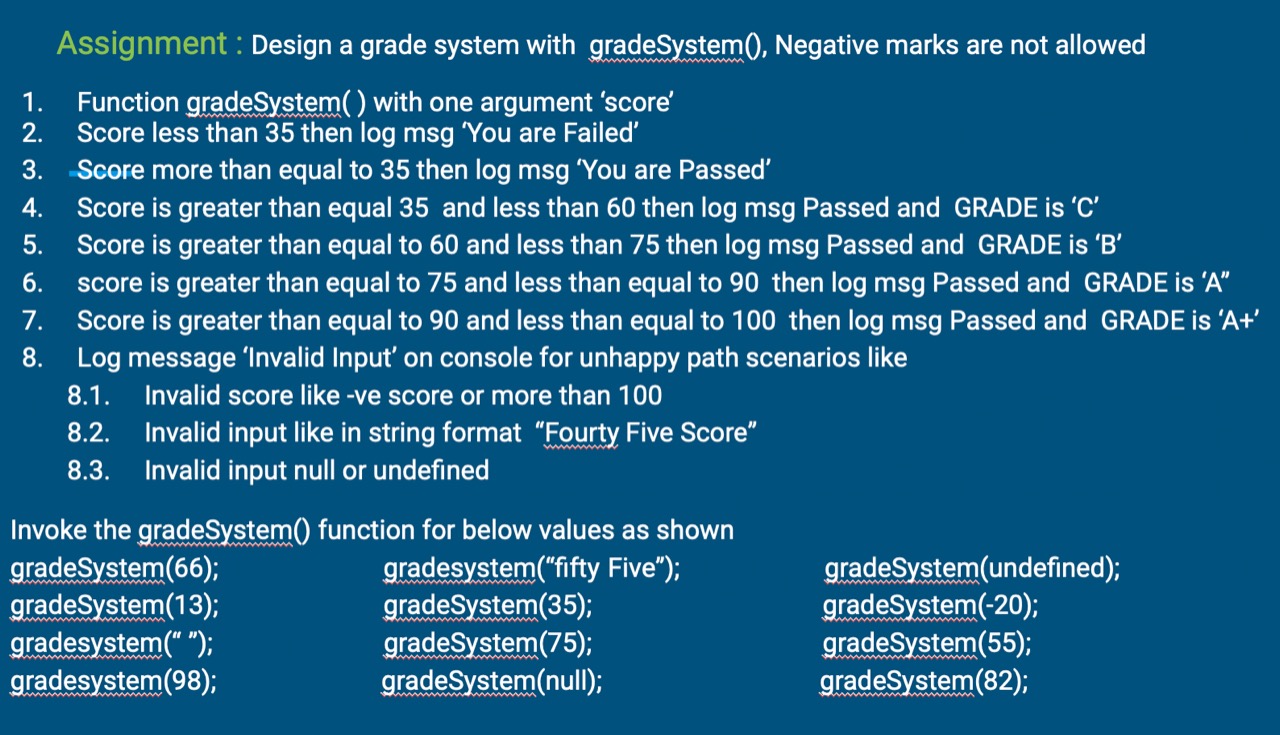 Assignment : Design a grade system with gradeSystem(), Negative marks are not allowed
1. Function gradeSystem( ) with one argument ‘score’
2. Score less than 35 then log msg ‘You are Failed’
3. Score more than equal to 35 then log msg ‘You are Passed’
4. Score is greater than equal 35 and less than 60 then log msg Passed and GRADE is ‘C’
5. Score is greater than equal to 60 and less than 75 then log msg Passed and GRADE is ‘B’
6. score is greater than equal to 75 and less than equal to 90 then log msg Passed and GRADE is ‘A”
7. Score is greater than equal to 90 and less than equal to 100 then log msg Passed and GRADE is ‘A+’
8. Log message ‘Invalid Input’ on console for unhappy path scenarios like
8.1. Invalid score like -ve score or more than 100
8.2. Invalid input like in string format “Fourty Five Score”
8.3. Invalid input null or undefined
Invoke the gradeSystem() function for below values as shown
gradeSystem(66); gradesystem(“fifty Five”); gradeSystem(undefined);
gradeSystem(13); gradeSystem(35); gradeSystem(-20);
gradesystem(“ ”); gradeSystem(75); gradeSystem(55);
gradesystem(98); gradeSystem(null); gradeSystem(82);